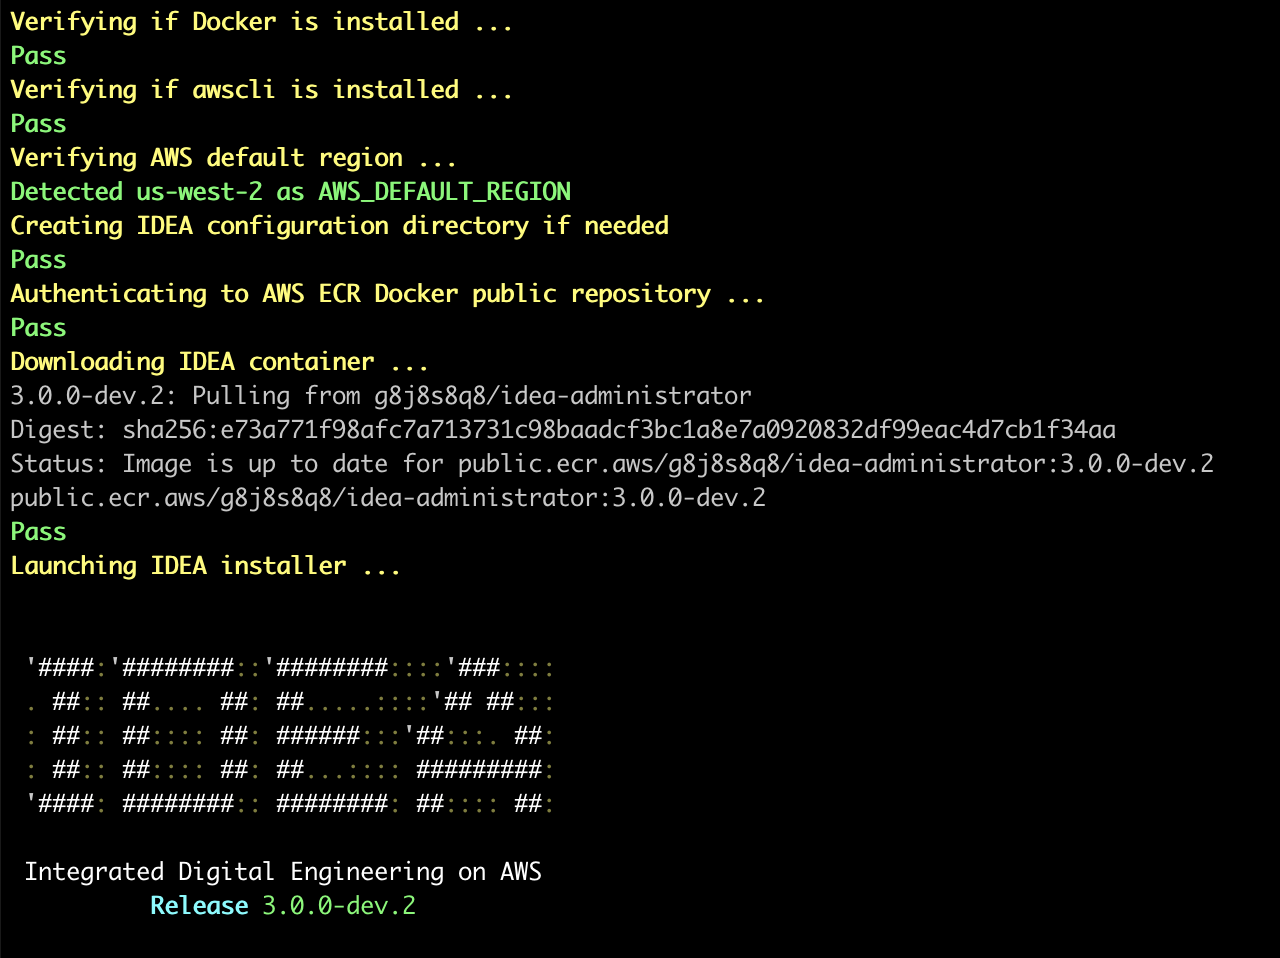 Verifying if Docker is installed ...
Pass
Verifying if awscli is installed ...
Pass
Verifying AWS default region ...
Detected us-west-2 as AWS_DEFAULT_REGION
Creating IDEA configuration directory if needed
Pass
Authenticating to AWS ECR Docker public repository ...
Pass
Downloading IDEA container ...
3.0.0-dev.2: Pulling from g8j8s8q8/idea-administrator
Digest: sha256:e73a771f98afc7a713731c98baadcf3bc1a8e7a0920832df99eac4d7cb1f34aa
Status: Image is up to date for public.ecr.aws/g8j8s8q8/idea-administrator:3.0.0-dev.2
public.ecr.aws/g8j8s8q8/idea-administrator:3.0.0-dev.2
Pass
Launching IDEA installer ...
'####:'########::'########::::'###::::
. ##:: ##.... ##: ##.....::::'## ##:::
: ##:: ##:::: ##: ######:::'##:::. ##:
: ##:: ##:::: ##: ##...:::: #########:
'####: ########:: ########: ##:::: ##:
Integrated Digital Engineering on AWS
Release 3.0.0-dev.2